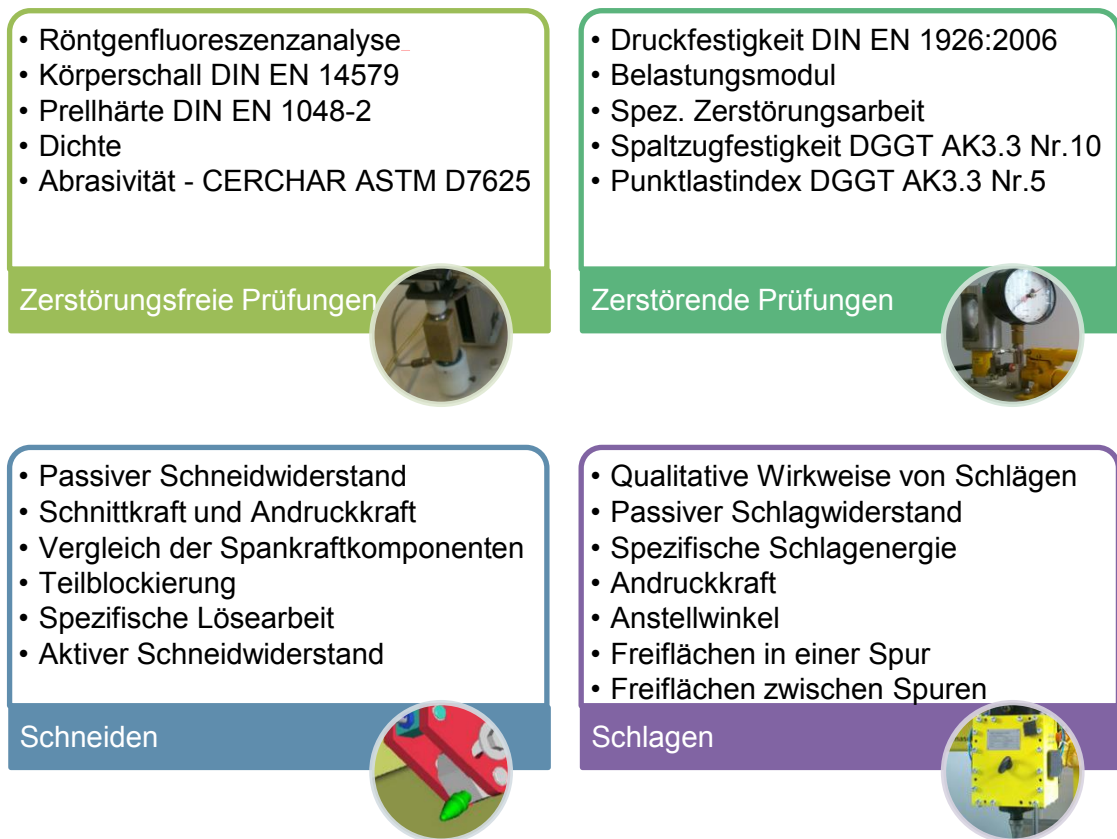 • Röntgenfluoreszenzanalyse
• Körperschall DIN EN 14579
• Prellhärte DIN EN 1048-2
• Dichte
• Abrasivität - CERCHAR ASTM D7625
Zerstörungsfreie Prüfungen
• Druckfestigkeit DIN EN 1926:2006
• Belastungsmodul
• Spez. Zerstörungsarbeit
• Spaltzugfestigkeit DGGT AK3.3 Nr.10
• Punktlastindex DGGT AK3.3 Nr.5
Zerstörende Prüfungen
• Passiver Schneidwiderstand
• Schnittkraft und Andruckkraft
• Vergleich der Spankraftkomponenten
• Teilblockierung
• Spezifische Lösearbeit
• Aktiver Schneidwiderstand
Schneiden
• Qualitative Wirkweise von Schlägen
• Passiver Schlagwiderstand
• Spezifische Schlagenergie
• Andruckkraft
• Anstellwinkel
• Freiflächen in einer Spur
• Freiflächen zwischen Spuren
Schlagen